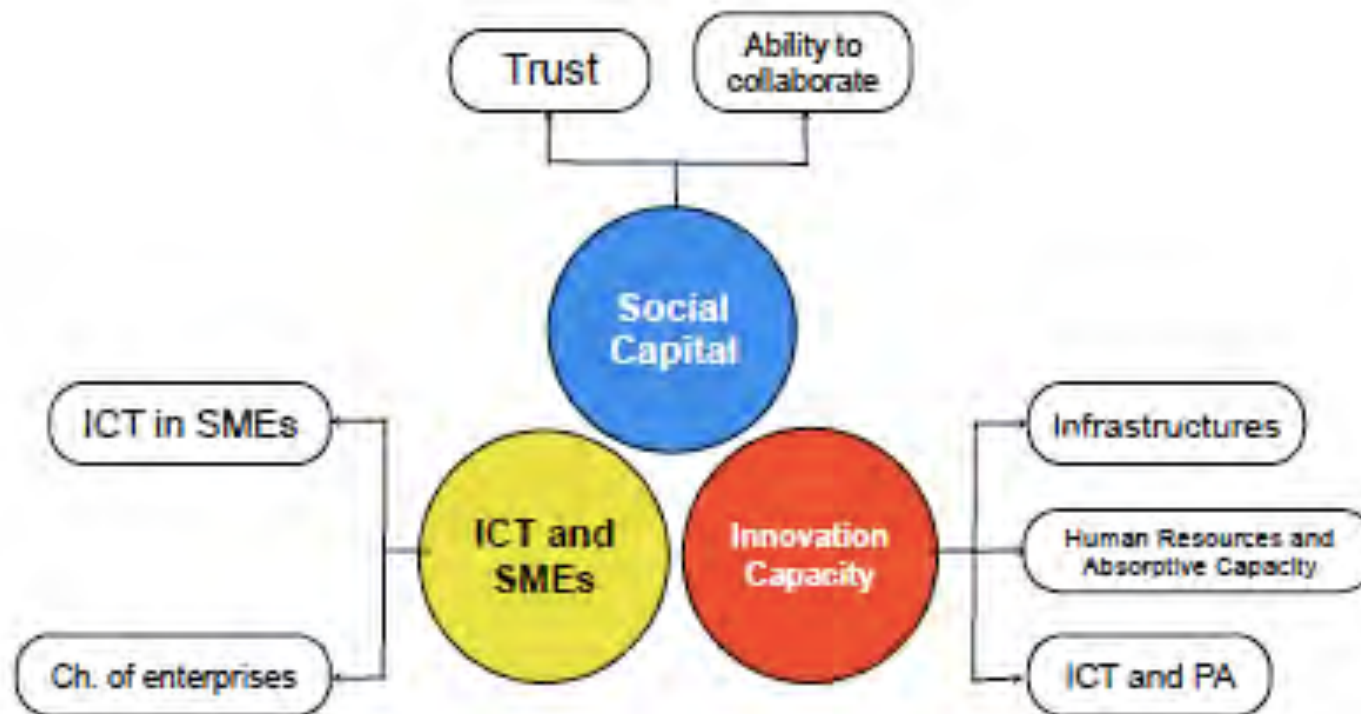 Trust
Ability to
collaborate
Social
Capital
ICT in SMEs
Infrastructures
ICT and
SMEs
Innovation
Capacity
Human Resources and
Absorptive Capacity
Ch. of enterprises
ICT and PA